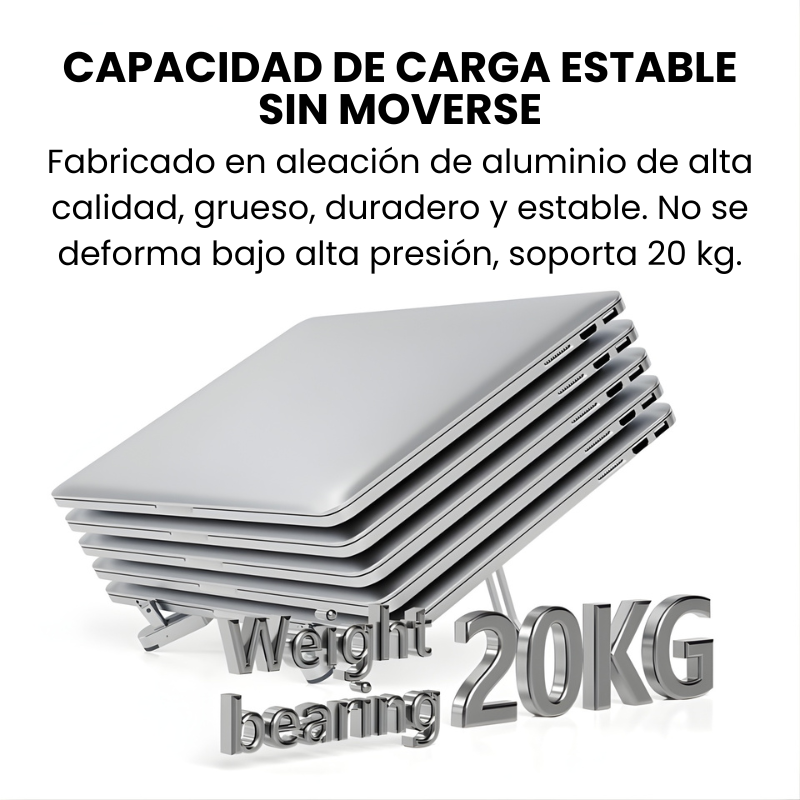 CAPACIDAD DE CARGA ESTABLE
SIN MOVERSE
Fabricado en aleación de aluminio de alta
calidad, grueso, duradero y estable. No se
deforma bajo alta presión, soporta 20 kg.
Weight
bearing
20KG